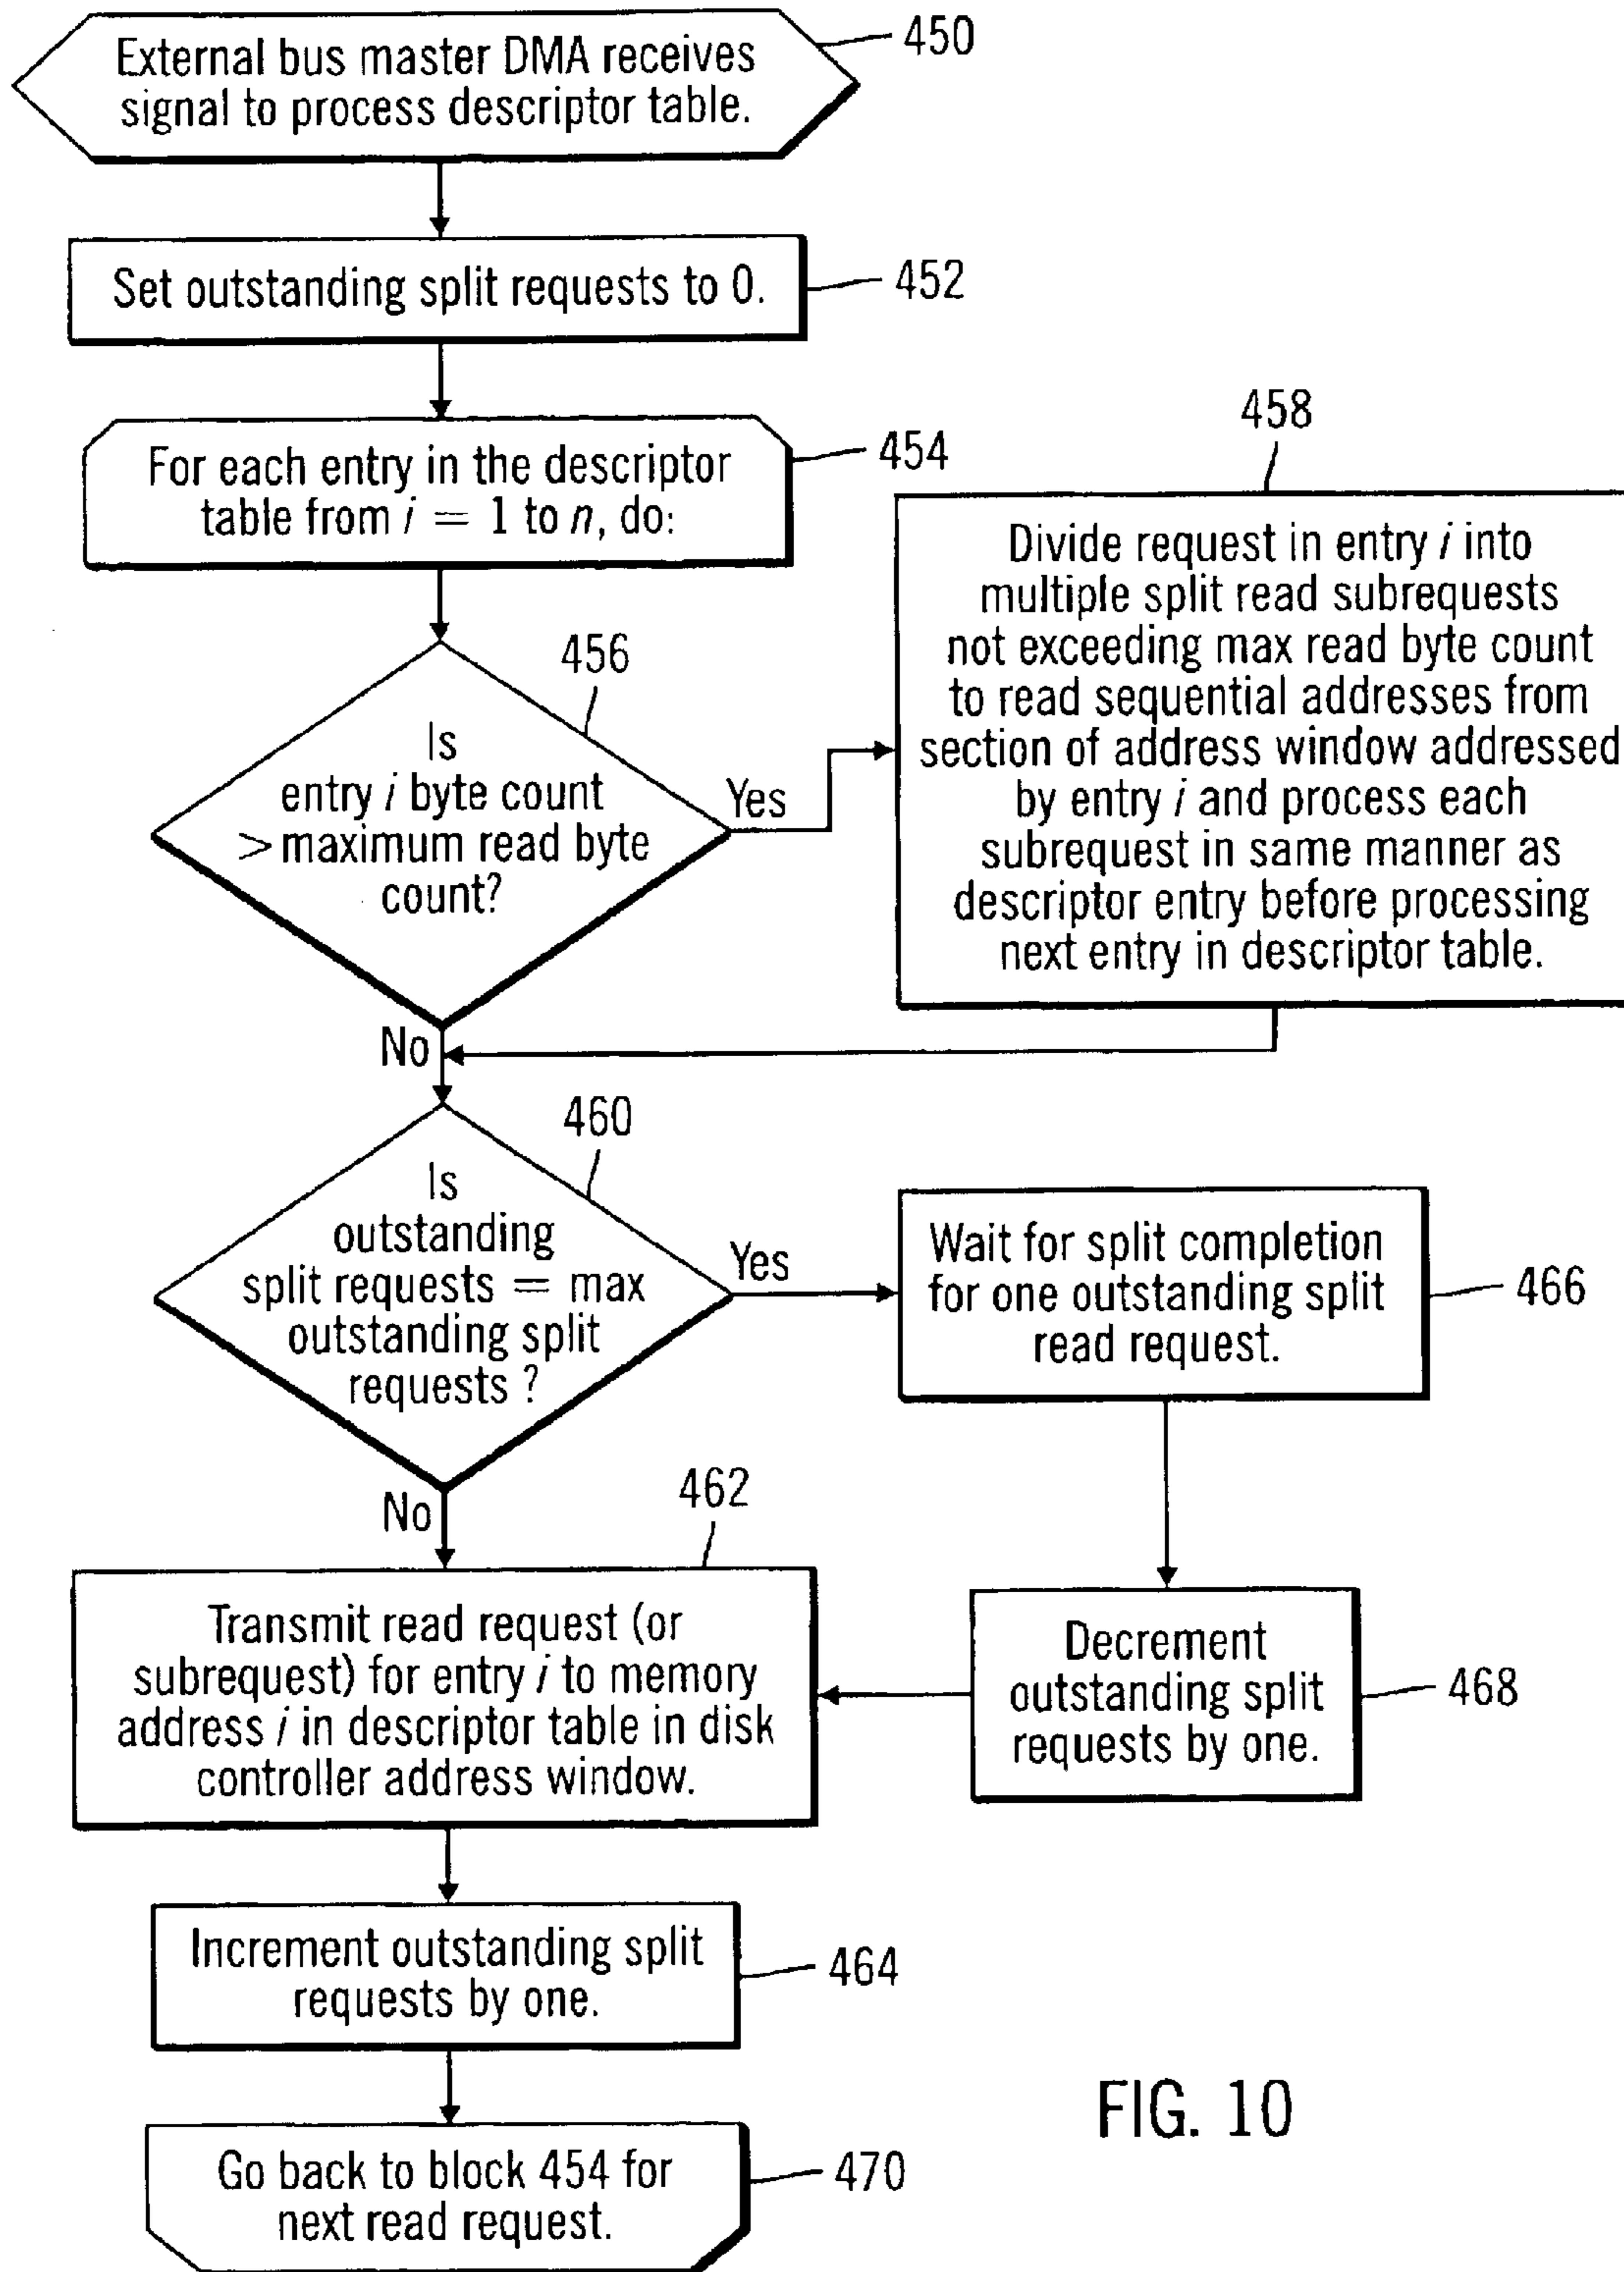 External bus master DMA receives
signal to process descriptor table.
450
Set outstanding split requests to 0.
452
For each entry in the descriptor
table from i = 1 to n, do:
454
458
Divide request in entry i into
multiple split read subrequests
not exceeding max read byte count
to read sequential addresses from
section of address window addressed
by entry i and process each
subrequest in same manner as
descriptor entry before processing
next entry in descriptor table.
456
Is
entry i byte count
> maximum read byte
count?
Yes
No
460
Is
outstanding
split requests = max
outstanding split
requests ?
Yes
No
Wait for split completion
for one outstanding split
read request.
466
462
Transmit read request (or
subrequest) for entry i to memory
address i in descriptor table in disk
controller address window.
Decrement
outstanding split
requests by one.
468
Increment outstanding split
requests by one.
464
Go back to block 454 for
next read request.
470
FIG. 10